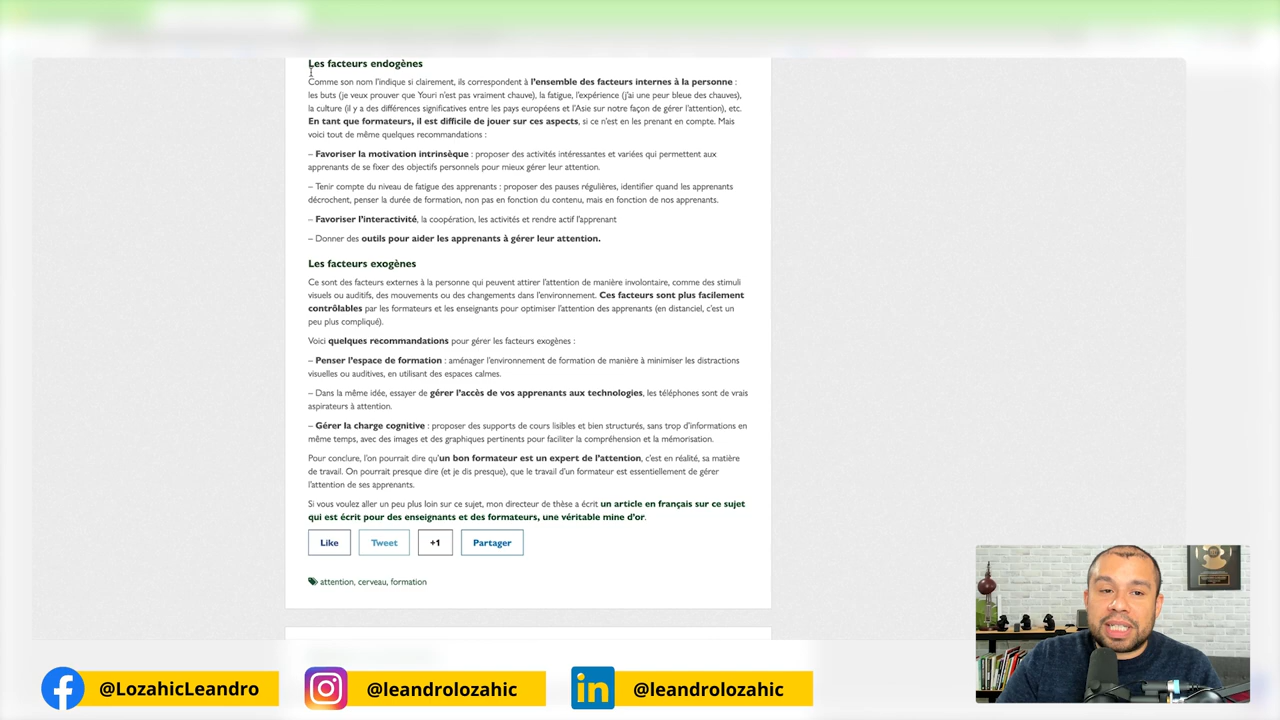 Les facteurs endogènes
Comme son nom l'indique si clairement, ils correspondent à l'ensemble des facteurs internes à la personne :
les buts (je veux prouver que Youri n'est pas vraiment chauve), la fatigue, l'expérience (j'ai une peur bleue des chauves),
la culture (il y a des différences significatives entre les pays européens et l'Asie sur notre façon de gérer l'attention), etc.
En tant que formateurs, il est difficile de jouer sur ces aspects, si ce n'est en les prenant en compte. Mais
voici tout de même quelques recommandations :
– Favoriser la motivation intrinsèque : proposer des activités intéressantes et variées qui permettent aux
apprenants de se fixer des objectifs personnels pour mieux gérer leur attention.
– Tenir compte du niveau de fatigue des apprenants : proposer des pauses régulières, identifier quand les apprenants
décrochent, penser la durée de formation, non pas en fonction du contenu, mais en fonction de nos apprenants.
– Favoriser l'interactivité, la coopération, les activités et rendre actif l'apprenant
– Donner des outils pour aider les apprenants à gérer leur attention.
Les facteurs exogènes
Ce sont des facteurs externes à la personne qui peuvent attirer l'attention de manière involontaire, comme des stimuli
visuels ou auditifs, des mouvements ou des changements dans l'environnement. Ces facteurs sont plus facilement
contrôlables par les formateurs et les enseignants pour optimiser l'attention des apprenants (en distanciel, c'est un
peu plus compliqué).
Voici quelques recommandations pour gérer les facteurs exogènes :
– Penser l'espace de formation : aménager l'environnement de formation de manière à minimiser les distractions
visuelles ou auditives, en utilisant des espaces calmes.
– Dans la même idée, essayer de gérer l'accès de vos apprenants aux technologies, les téléphones sont de vrais
aspirateurs à attention.
– Gérer la charge cognitive : proposer des supports de cours lisibles et bien structurés, sans trop d'informations en
même temps, avec des images et des graphiques pertinents pour faciliter la compréhension et la mémorisation.
Pour conclure, l'on pourrait dire qu'un bon formateur est un expert de l'attention, c'est en réalité, sa matière
de travail. On pourrait presque dire (et je dis presque), que le travail d'un formateur est essentiellement de gérer
l'attention de ses apprenants.
Si vous voulez aller un peu plus loin sur ce sujet, mon directeur de thèse a écrit un article en français sur ce sujet
qui est écrit pour des enseignants et des formateurs, une véritable mine d'or.
Like Tweet +1 Partager
attention, cerveau, formation
@LozahicLeandro @leandrolozahic @leandrolozahic